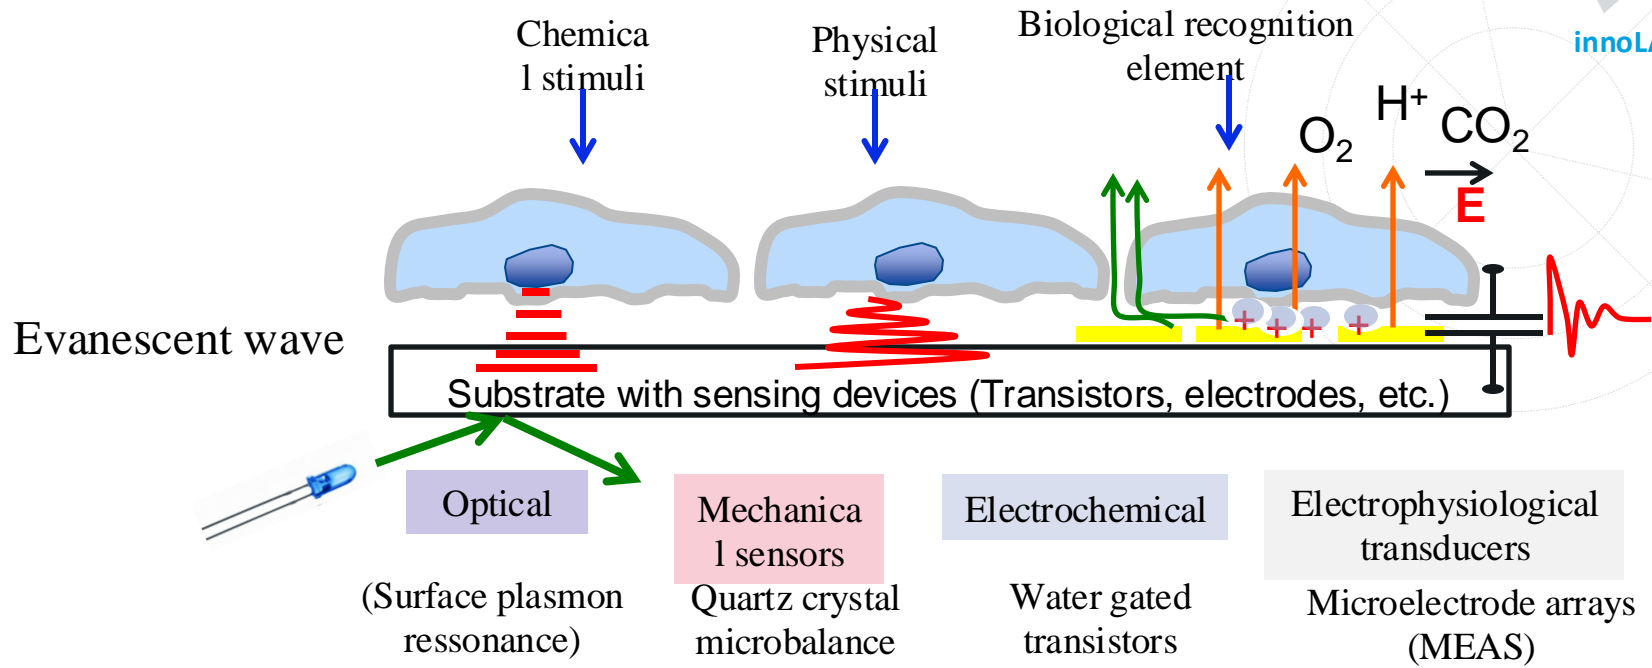 Chemica
l stimuli
Physical
stimuli
Biological recognition
element
innoLA
O₂
H⁺
CO₂
E
Evanescent wave
+ + + +
Substrate with sensing devices (Transistors, electrodes, etc.)
Optical
Mechanica
l sensors
Electrochemical
Electrophysiological
transducers
(Surface plasmon
ressonance)
Quartz crystal
microbalance
Water gated
transistors
Microelectrode arrays
(MEAS)